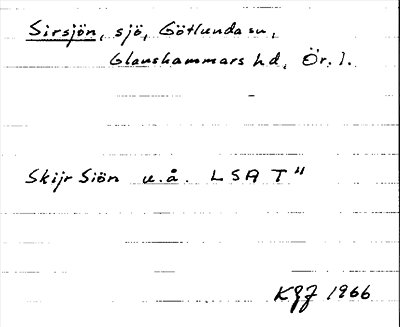 Sirsjön, sjö, Götlunda sn,
Glanshammars hd, Ör. l.
Skijr Siön u.å. LSA T"
KGJ 1966